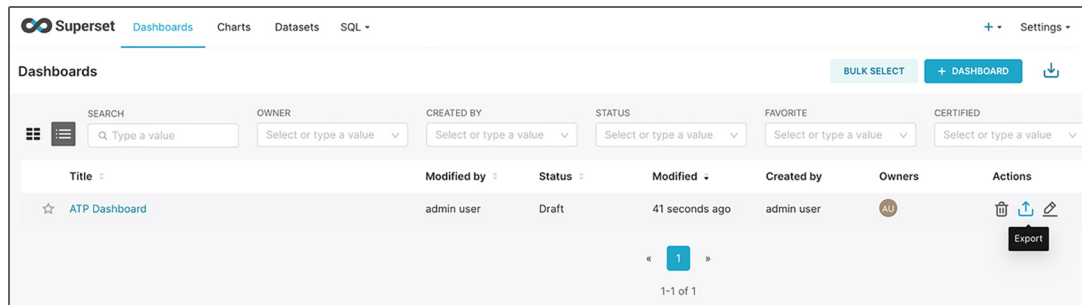 Superset Dashboards Charts Datasets SQL + Settings
Dashboards BULK SELECT + DASHBOARD
SEARCH OWNER CREATED BY STATUS FAVORITE CERTIFIED
Type a value Select or type a value Select or type a value Select or type a value Select or type a value Select or type a value
Title Modified by Status Modified Created by Owners Actions
ATP Dashboard admin user Draft 41 seconds ago admin user AU
Export
« 1 »
1-1 of 1